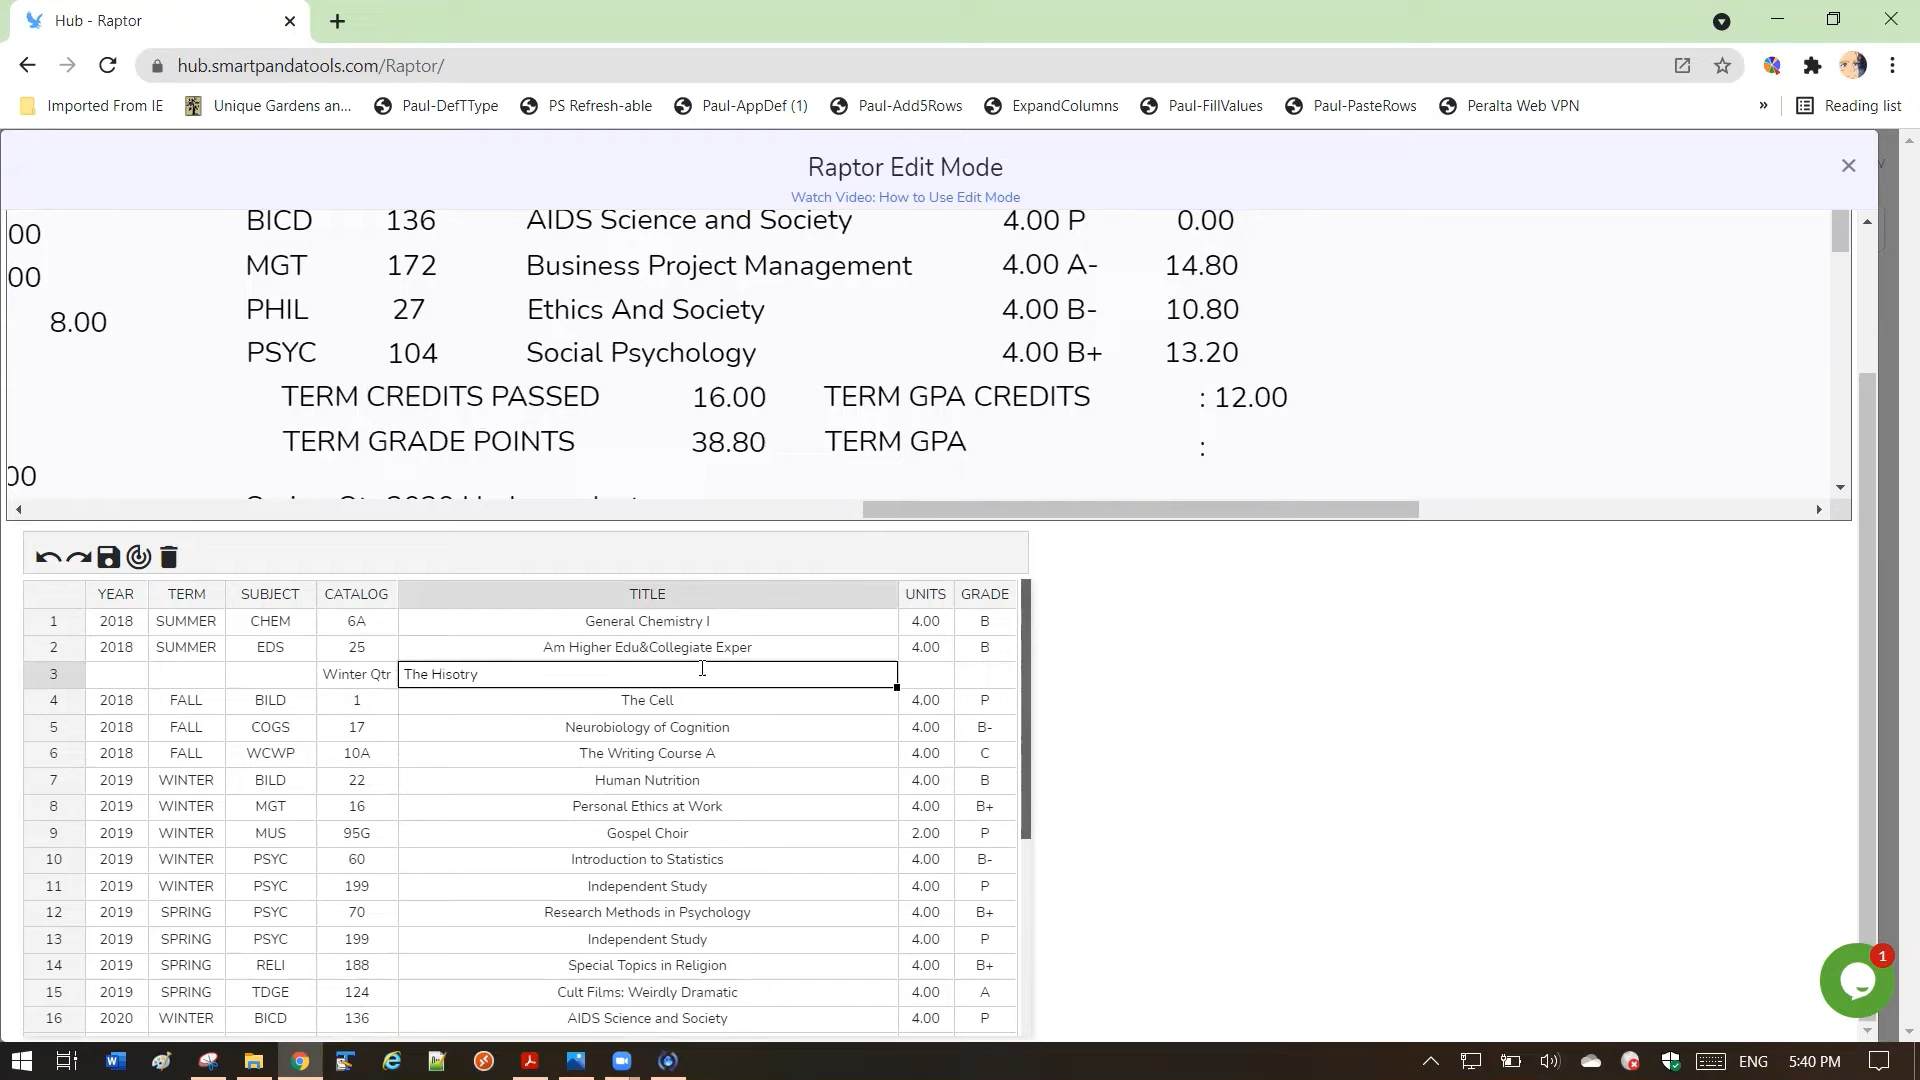 Hub - Raptor
hub.smartpandatools.com/Raptor/
Imported From IE Unique Gardens an... Paul-DefTType PS Refresh-able Paul-AppDef (1) Paul-Add5Rows ExpandColumns Paul-FillValues Paul-PasteRows Peralta Web VPN » Reading list
Raptor Edit Mode
Watch Video: How to Use Edit Mode
BICD 136 AIDS Science and Society 4.00 P 0.00
00
MGT 172 Business Project Management 4.00 A- 14.80
00
PHIL 27 Ethics And Society 4.00 B- 10.80
8.00
PSYC 104 Social Psychology 4.00 B+ 13.20
TERM CREDITS PASSED 16.00 TERM GPA CREDITS : 12.00
TERM GRADE POINTS 38.80 TERM GPA :
00
YEAR TERM SUBJECT CATALOG TITLE UNITS GRADE
1 2018 SUMMER CHEM 6A General Chemistry I 4.00 B
2 2018 SUMMER EDS 25 Am Higher Edu&Collegiate Exper 4.00 B
3 Winter Qtr The Hisotry
4 2018 FALL BILD 1 The Cell 4.00 P
5 2018 FALL COGS 17 Neurobiology of Cognition 4.00 B-
6 2018 FALL WCWP 10A The Writing Course A 4.00 C
7 2019 WINTER BILD 22 Human Nutrition 4.00 B
8 2019 WINTER MGT 16 Personal Ethics at Work 4.00 B+
9 2019 WINTER MUS 95G Gospel Choir 2.00 P
10 2019 WINTER PSYC 60 Introduction to Statistics 4.00 B-
11 2019 WINTER PSYC 199 Independent Study 4.00 P
12 2019 SPRING PSYC 70 Research Methods in Psychology 4.00 B+
13 2019 SPRING PSYC 199 Independent Study 4.00 P
14 2019 SPRING RELI 188 Special Topics in Religion 4.00 B+
15 2019 SPRING TDGE 124 Cult Films: Weirdly Dramatic 4.00 A
16 2020 WINTER BICD 136 AIDS Science and Society 4.00 P
1
ENG 5:40 PM